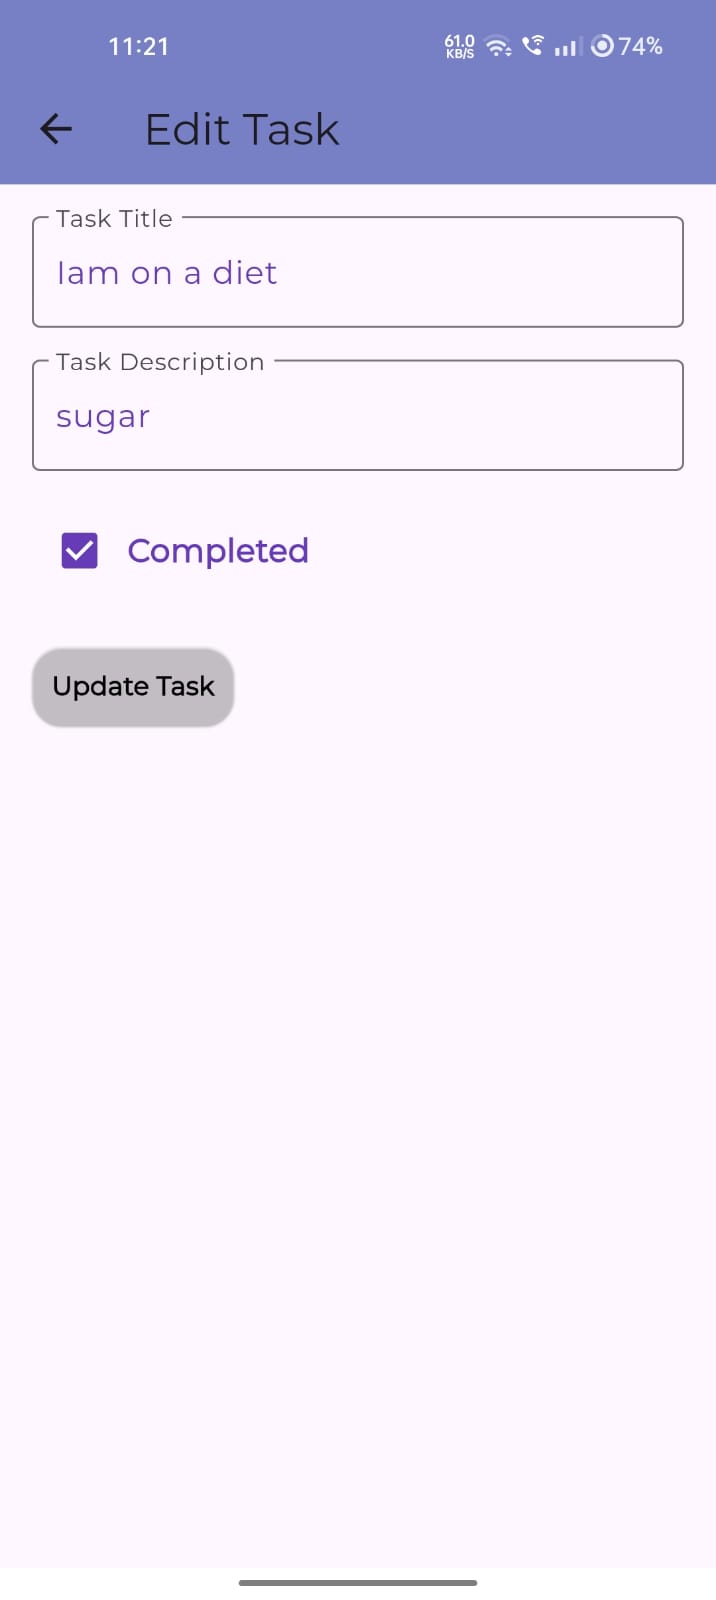 11:21 61.0 KB/S 74%
Edit Task
Task Title
Iam on a diet
Task Description
sugar
Completed
Update Task